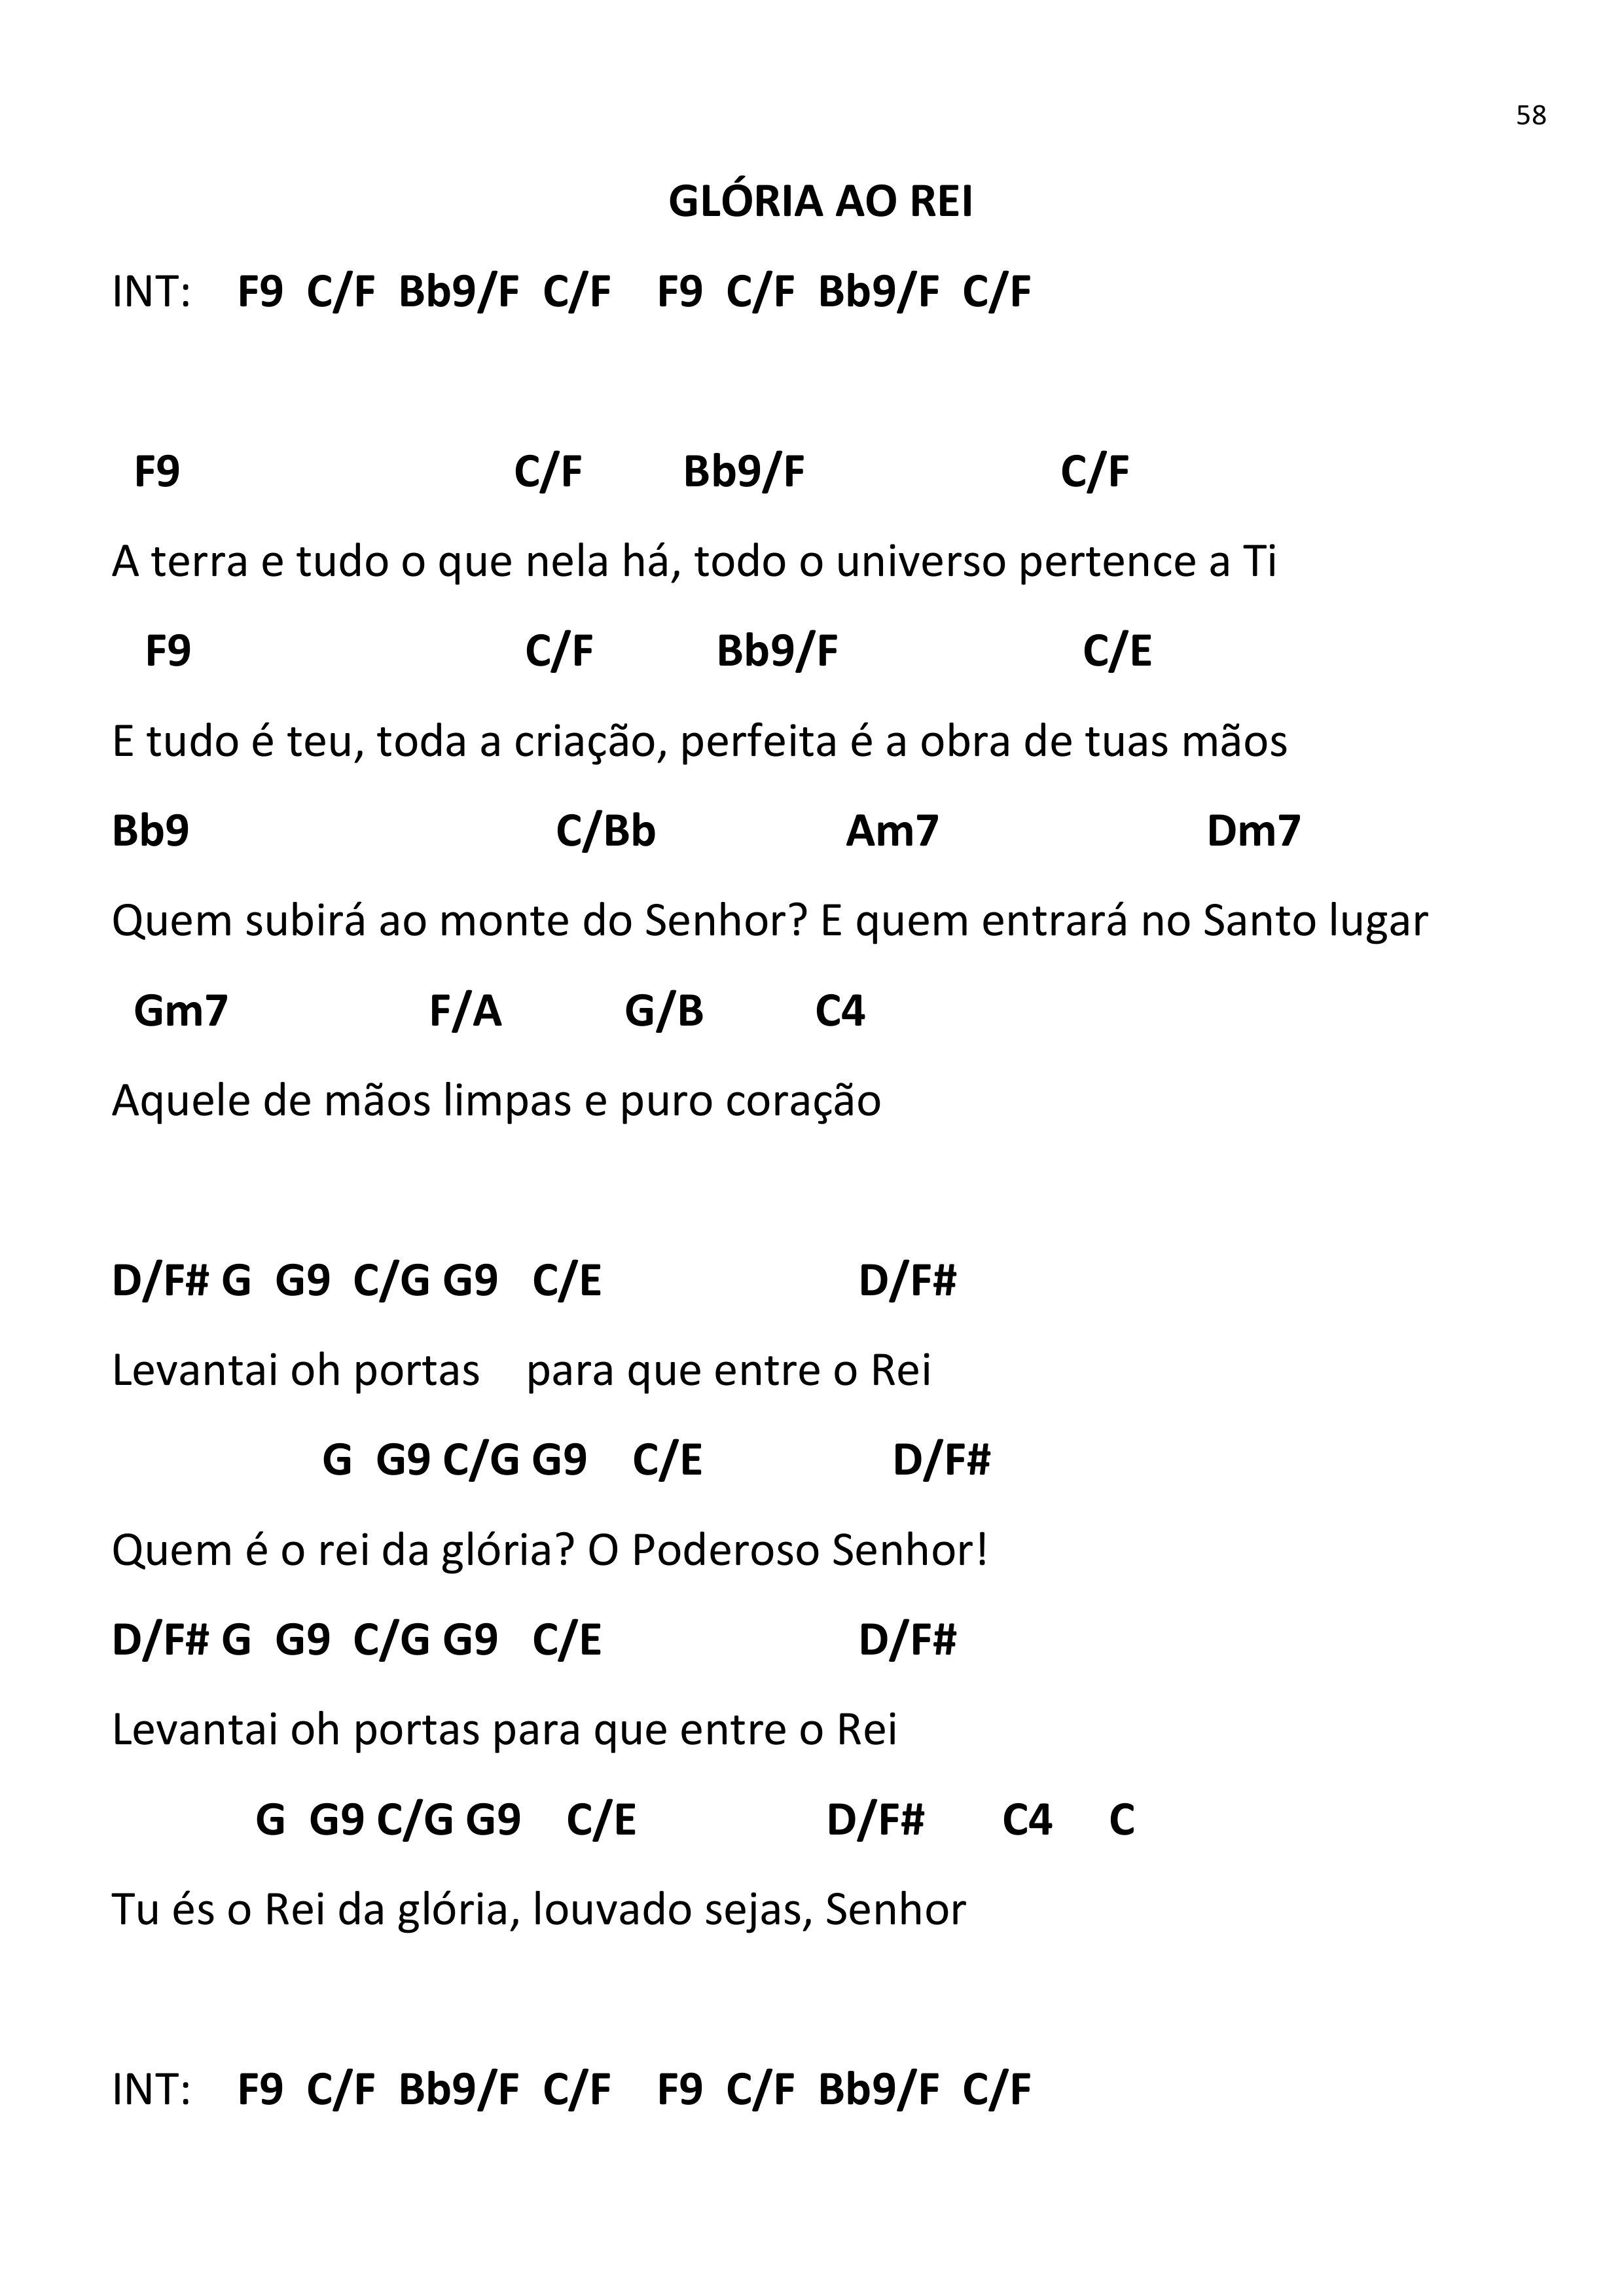 58
GLÓRIA AO REI
INT: F9 C/F Bb9/F C/F F9 C/F Bb9/F C/F
F9 C/F Bb9/F C/F
A terra e tudo o que nela há, todo o universo pertence a Ti
F9 C/F Bb9/F C/E
E tudo é teu, toda a criação, perfeita é a obra de tuas mãos
Bb9 C/Bb Am7 Dm7
Quem subirá ao monte do Senhor? E quem entrará no Santo lugar
Gm7 F/A G/B C4
Aquele de mãos limpas e puro coração
D/F# G G9 C/G G9 C/E D/F#
Levantai oh portas para que entre o Rei
G G9 C/G G9 C/E D/F#
Quem é o rei da glória? O Poderoso Senhor!
D/F# G G9 C/G G9 C/E D/F#
Levantai oh portas para que entre o Rei
G G9 C/G G9 C/E D/F# C4 C
Tu és o Rei da glória, louvado sejas, Senhor
INT: F9 C/F Bb9/F C/F F9 C/F Bb9/F C/F